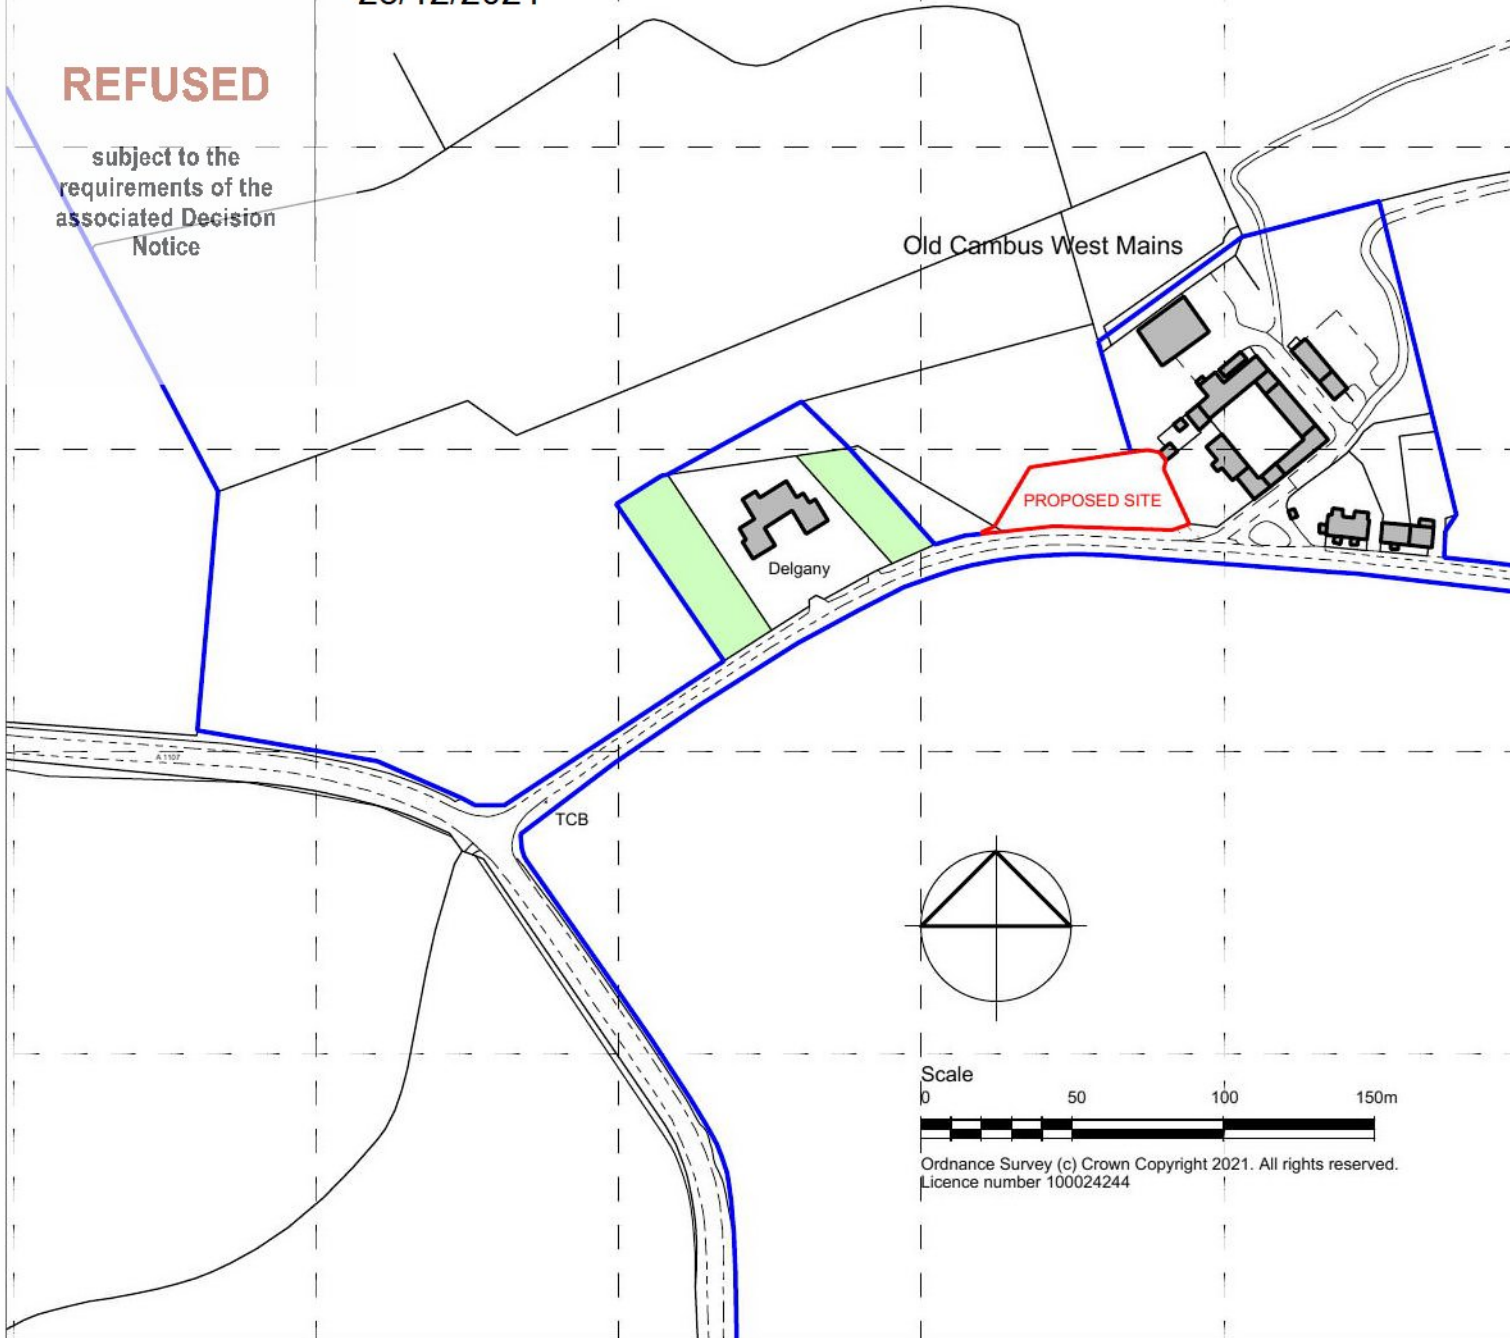 REFUSED
subject to the
requirements of the
associated Decision
Notice
Old Cambus West Mains
PROPOSED SITE
Delgany
A 1107
TCB
Scale
0 50 100 150m
Ordnance Survey (c) Crown Copyright 2021. All rights reserved.
Licence number 100024244